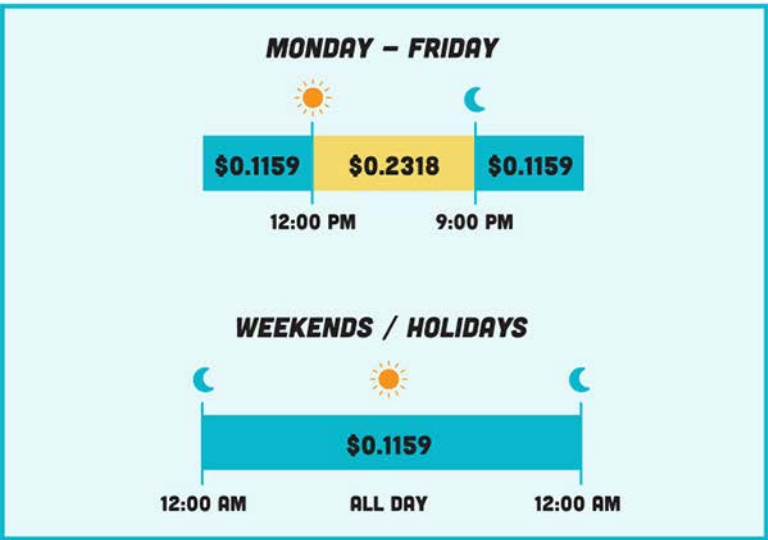 MONDAY – FRIDAY
$0.1159 $0.2318 $0.1159
12:00 PM 9:00 PM
WEEKENDS / HOLIDAYS
$0.1159
12:00 AM ALL DAY 12:00 AM